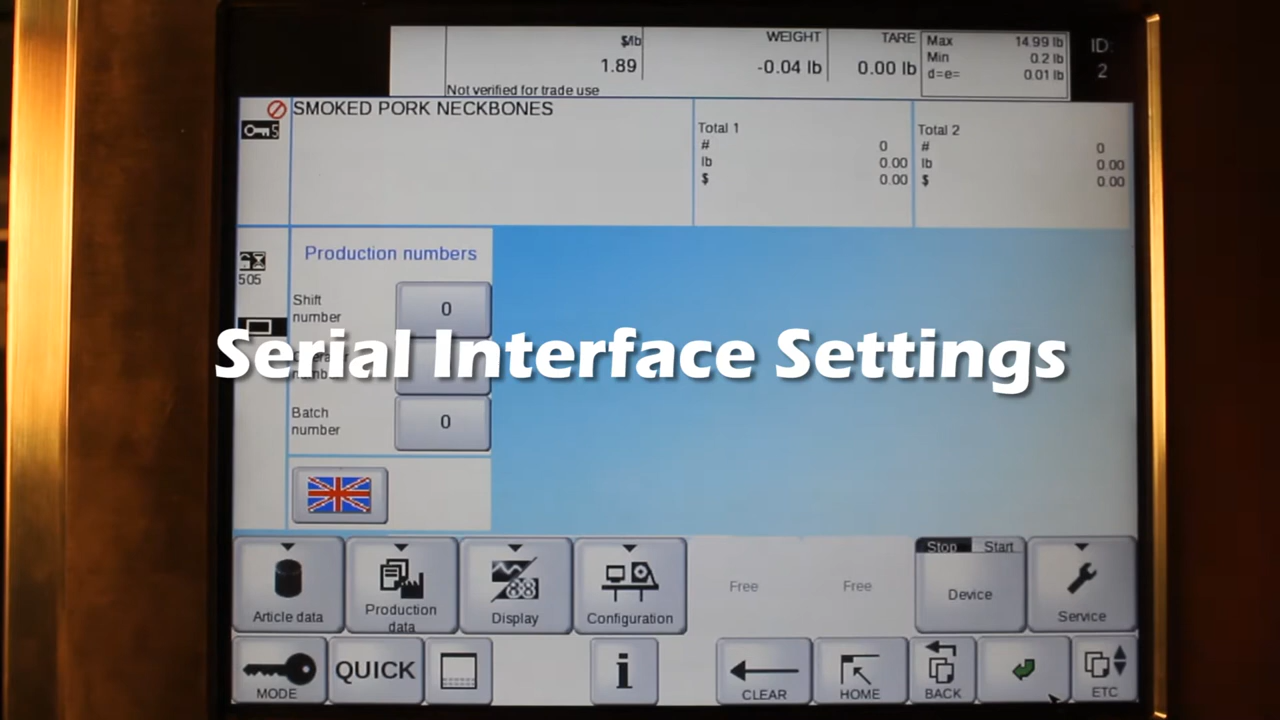 $/lb
WEIGHT
TARE
Max 14.99 lb
ID:
1.89
-0.04 lb
0.00 lb
Min 0.2 lb
2
d=e= 0.01 lb
Not verified for trade use
SMOKED PORK NECKBONES
5
Total 1
# 0
lb 0.00
$ 0.00
Total 2
# 0
lb 0.00
$ 0.00
505
Production numbers
Shift
number
0
Serial Interface Settings
Batch
number
0
Article data
Production
data
Display
Configuration
Free
Free
Stop Start
Device
Service
MODE
QUICK
i
CLEAR
HOME
BACK
ETC